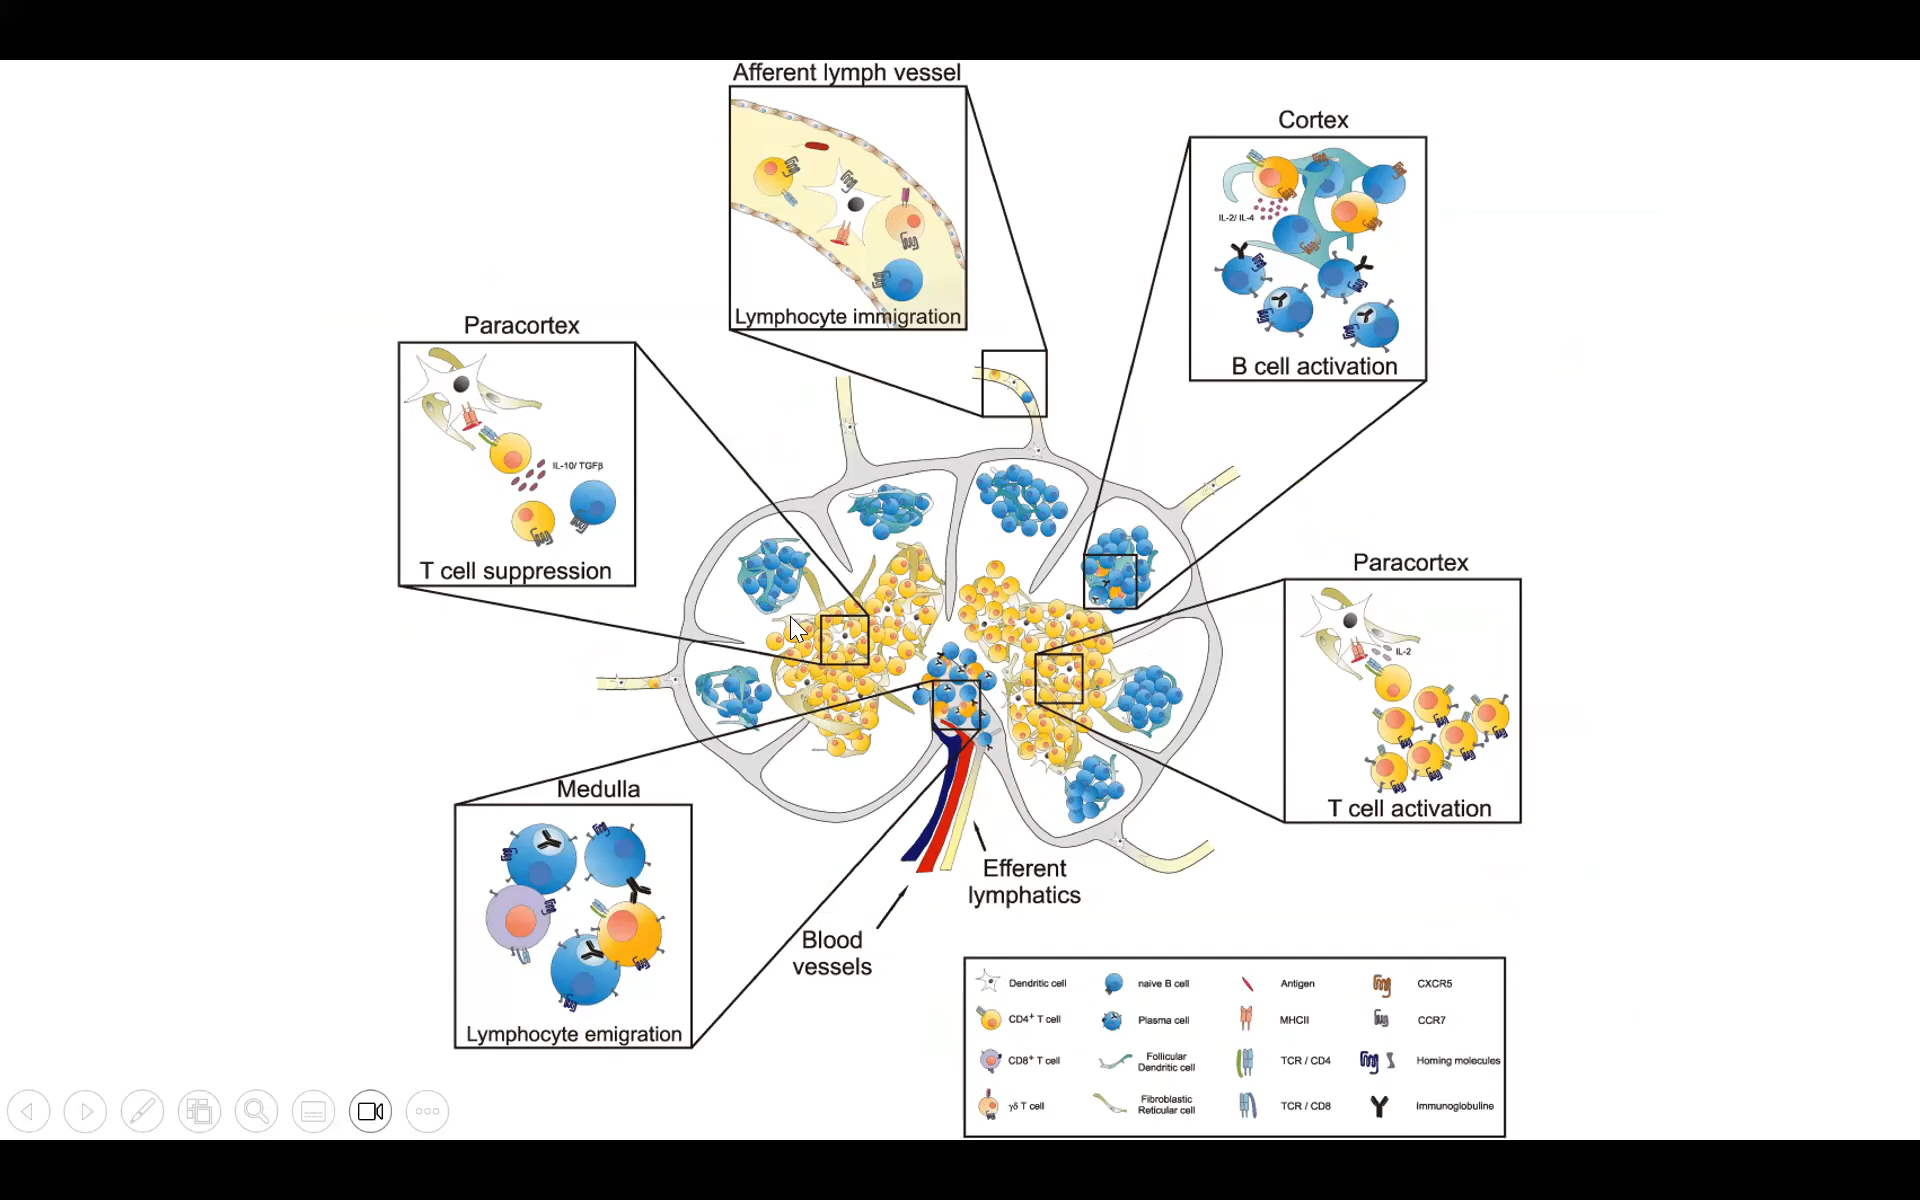 Afferent lymph vessel
Lymphocyte immigration
Cortex
IL-2/ IL-4
B cell activation
Paracortex
IL-10/ TGFβ
T cell suppression
Paracortex
IL-2
T cell activation
Medulla
Lymphocyte emigration
Efferent
lymphatics
Blood
vessels
Dendritic cell
naive B cell
Antigen
CXCR5
CD4+ T cell
Plasma cell
MHCII
CCR7
CD8+ T cell
Follicular
Dendritic cell
TCR / CD4
Homing molecules
γδ T cell
Fibroblastic
Reticular cell
TCR / CD8
Immunoglobuline